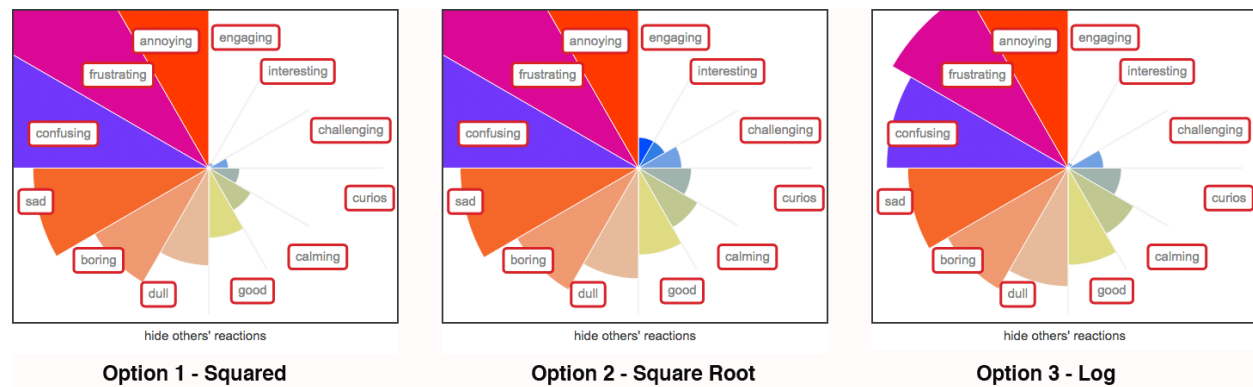 annoying
engaging
frustrating
interesting
confusing
challenging
sad
curios
boring
calming
dull
good
hide others' reactions
Option 1 - Squared
annoying
engaging
frustrating
interesting
confusing
challenging
sad
curios
boring
calming
dull
good
hide others' reactions
Option 2 - Square Root
annoying
engaging
frustrating
interesting
confusing
challenging
sad
curios
boring
calming
dull
good
hide others' reactions
Option 3 - Log